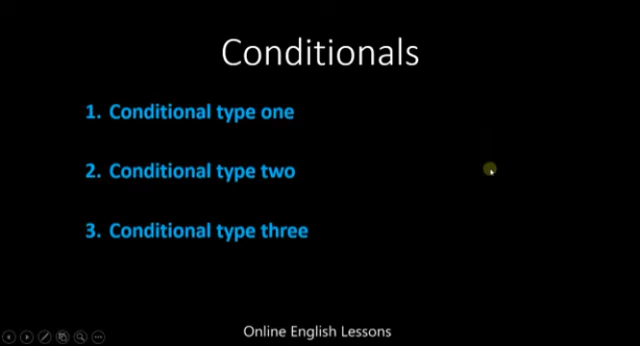 Conditionals
1. Conditional type one
2. Conditional type two
3. Conditional type three
Online English Lessons